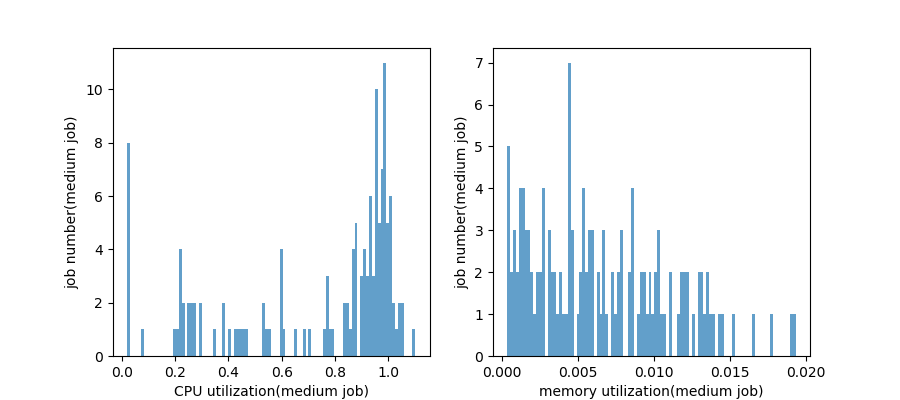 job number(medium job)
10
8
6
4
2
0
0.0 0.2 0.4 0.6 0.8 1.0
CPU utilization(medium job)
job number(medium job)
7
6
5
4
3
2
1
0
0.000 0.005 0.010 0.015 0.020
memory utilization(medium job)